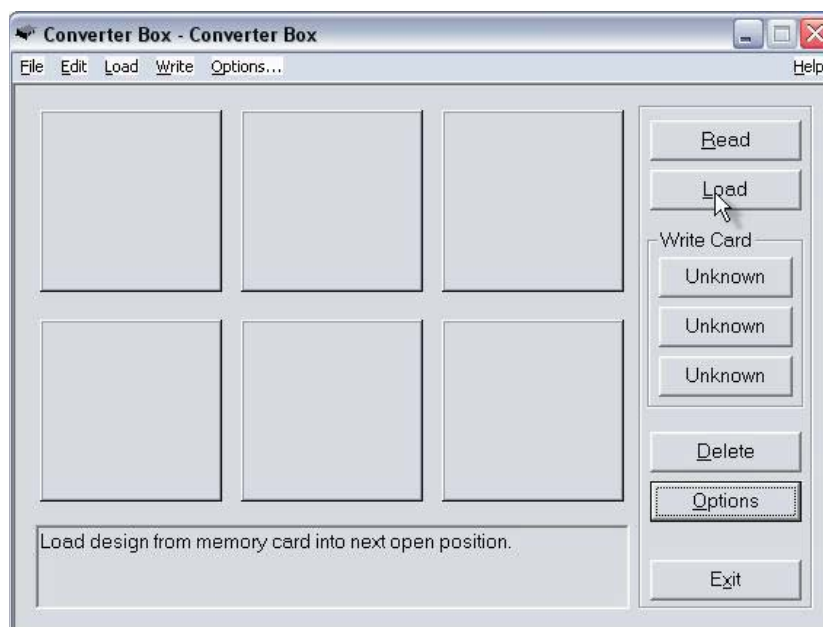 Converter Box - Converter Box
File Edit Load Write Options... Help
Read
Load
Write Card
Unknown
Unknown
Unknown
Delete
Options
Load design from memory card into next open position.
Exit